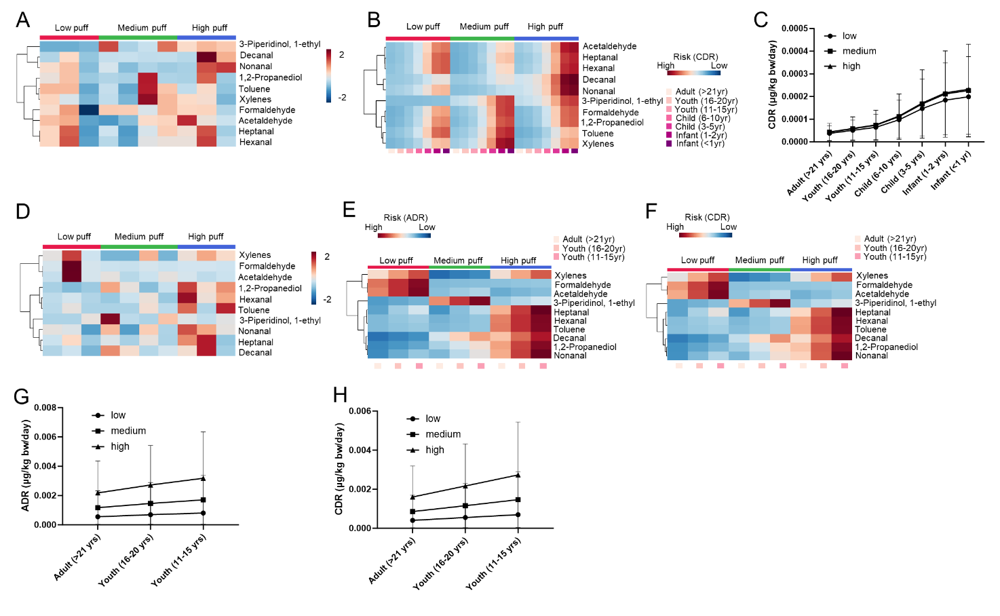 A
Low puff Medium puff High puff
3-Piperidinol, 1-ethyl
Decanal
Nonanal
1,2-Propanediol
Toluene
Xylenes
Formaldehyde
Acetaldehyde
Heptanal
Hexanal
2
-2
B
Low puff Medium puff High puff
Acetaldehyde
Heptanal
Hexanal
Decanal
Nonanal
3-Piperidinol, 1-ethyl
Formaldehyde
1,2-Propanediol
Toluene
Xylenes
Risk (CDR)
High Low
Adult (>21yr)
Youth (16-20yr)
Youth (11-15yr)
Child (6-10yr)
Child (3-5yr)
Infant (1-2yr)
Infant (<1yr)
C
CDR (µg/kg bw/day)
0.0005
0.0004
0.0003
0.0002
0.0001
0.0000
low
medium
high
Adult (>21 yrs)
Youth (16-20 yrs)
Youth (11-15 yrs)
Child (6-10 yrs)
Child (3-5 yrs)
Infant (1-2 yrs)
Infant (<1 yr)
D
Low puff Medium puff High puff
Xylenes
Formaldehyde
Acetaldehyde
1,2-Propanediol
Hexanal
Toluene
3-Piperidinol, 1-ethyl
Nonanal
Heptanal
Decanal
2
-2
E
Risk (ADR)
High Low
Adult (>21yr)
Youth (16-20yr)
Youth (11-15yr)
Low puff Medium puff High puff
Xylenes
Formaldehyde
Acetaldehyde
3-Piperidinol, 1-ethyl
Heptanal
Hexanal
Toluene
Decanal
1,2-Propanediol
Nonanal
F
Risk (CDR)
High Low
Adult (>21yr)
Youth (16-20yr)
Youth (11-15yr)
Low puff Medium puff High puff
Xylenes
Formaldehyde
Acetaldehyde
3-Piperidinol, 1-ethyl
Heptanal
Hexanal
Toluene
Decanal
1,2-Propanediol
Nonanal
G
ADR (µg/kg bw/day)
0.008
0.006
0.004
0.002
0.000
low
medium
high
Adult (>21 yrs)
Youth (16-20 yrs)
Youth (11-15 yrs)
H
CDR (µg/kg bw/day)
0.006
0.004
0.002
0.000
low
medium
high
Adult (>21 yrs)
Youth (16-20 yrs)
Youth (11-15 yrs)